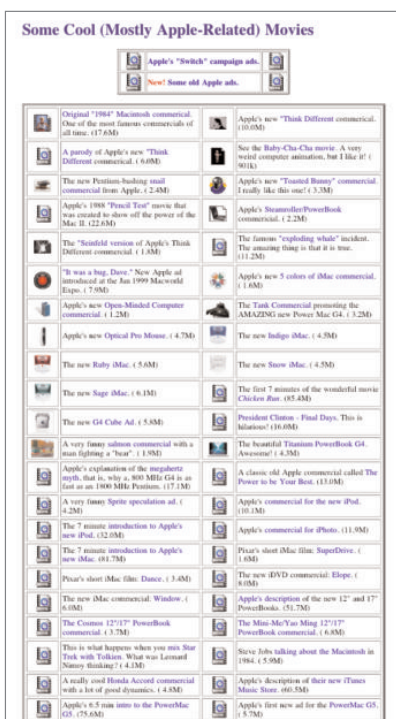 Some Cool (Mostly Apple-Related) Movies
Apple's "Switch" campaign ads.
New! Some old Apple ads.
Original "1984" Macintosh commerical.
One of the most famous commercials of
all time. (17.6M)
Apple's new "Think Different" commerical.
(10.0M)
A parody of Apple's new "Think
Different" commerical. ( 6.0M)
See the Baby-Cha-Cha movie. A very
weird computer animation, but I like it! (
901k)
The new Pentium-bushing snail
commercial from Apple. ( 2.4M)
Apple's new "Toasted Bunny" commercial.
I really like this one! ( 3.3M)
Apple's 1988 "Pencil Test" movie that
was created to show off the power of the
Mac II. (22.6M)
Apple's Steamroller/PowerBook
commericial. ( 2.2M)
The "Seinfeld version of Apple's Think
Different commercial. ( 1.8M)
The famous "exploding whale" incident.
The amazing thing is that it is true.
(11.2M)
"It was a bug, Dave." New Apple ad
introduced at the Jan 1999 Macworld
Expo. ( 7.9M)
Apple's new 5 colors of iMac commercial.
( 1.6M)
Apple's new Open-Minded Computer
commercial. ( 1.2M)
The Tank Commercial promoting the
AMAZING new Power Mac G4. ( 3.2M)
Apple's new Optical Pro Mouse. ( 4.7M)
The new Indigo iMac. ( 4.5M)
The new Ruby iMac. ( 5.6M)
The new Snow iMac. ( 4.5M)
The new Sage iMac. ( 6.1M)
The first 7 minutes of the wonderful movie
Chicken Run. (85.4M)
The new G4 Cube Ad. ( 5.8M)
President Clinton - Final Days. This is
hilarious! (16.0M)
A very funny salmon commercial with a
man fighting a "bear". ( 1.9M)
The beautiful Titanium PowerBook G4.
Awesome! ( 4.3M)
Apple's explanation of the megahertz
myth, that is, why a 800 MHz G4 is as
fast as an 1800 MHz Pentium. (17.1M)
A classic old Apple commercial called The
Power to be Your Best. (13.0M)
A very funny Sprite speculation ad. (
4.2M)
Apple's commercial for the new iPod.
(10.1M)
The 7 minute introduction to Apple's
new iPod. (32.0M)
Apple's commercial for iPhoto. (11.9M)
The 7 minute introduction to Apple's
new iMac. (81.7M)
Pixar's short iMac film: SuperDrive. (
1.6M)
Pixar's short iMac film: Dance. ( 3.4M)
The new iDVD commercial: Elope. (
8.0M)
The new iMac commercial: Window. (
6.0M)
Apple's description of the new 12" and 17"
PowerBooks. (51.7M)
The Cosmos 12"/17" PowerBook
commercial. ( 3.7M)
The Mini-Me/Yao Ming 12"/17"
PowerBook commercial. ( 6.8M)
This is what happens when you mix Star
Trek with Tolkien. What was Leonard
Nimoy thinking? ( 4.1M)
Steve Jobs talking about the Macintosh in
1984. ( 5.9M)
A really cool Honda Accord commercial
with a lot of good dynamics. ( 4.8M)
Apple's description of their new iTunes
Music Store. (60.5M)
Apple's 6.5 min intro to the PowerMac
G5. (75.6M)
Apple's first new ad for the PowerMac G5.
( 5.7M)